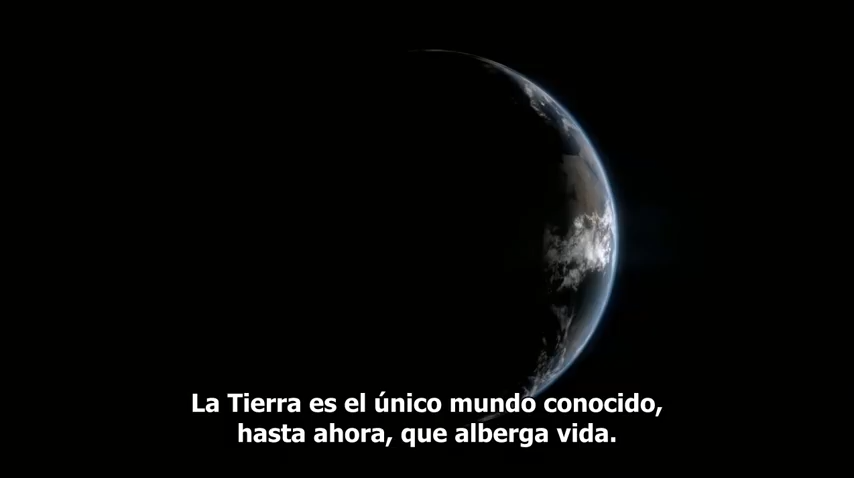 La Tierra es el único mundo conocido,
hasta ahora, que alberga vida.